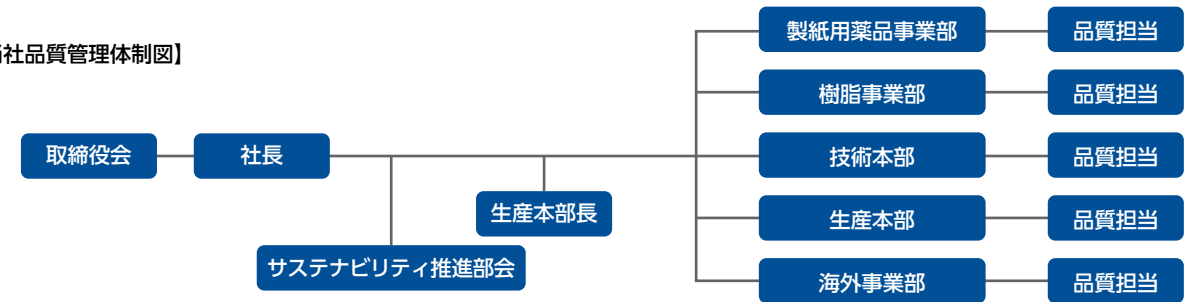 社品質管理体制図】
取締役会
社長
サステナビリティ推進部会
生産本部長
製紙用薬品事業部
品質担当
樹脂事業部
品質担当
技術本部
品質担当
生産本部
品質担当
海外事業部
品質担当